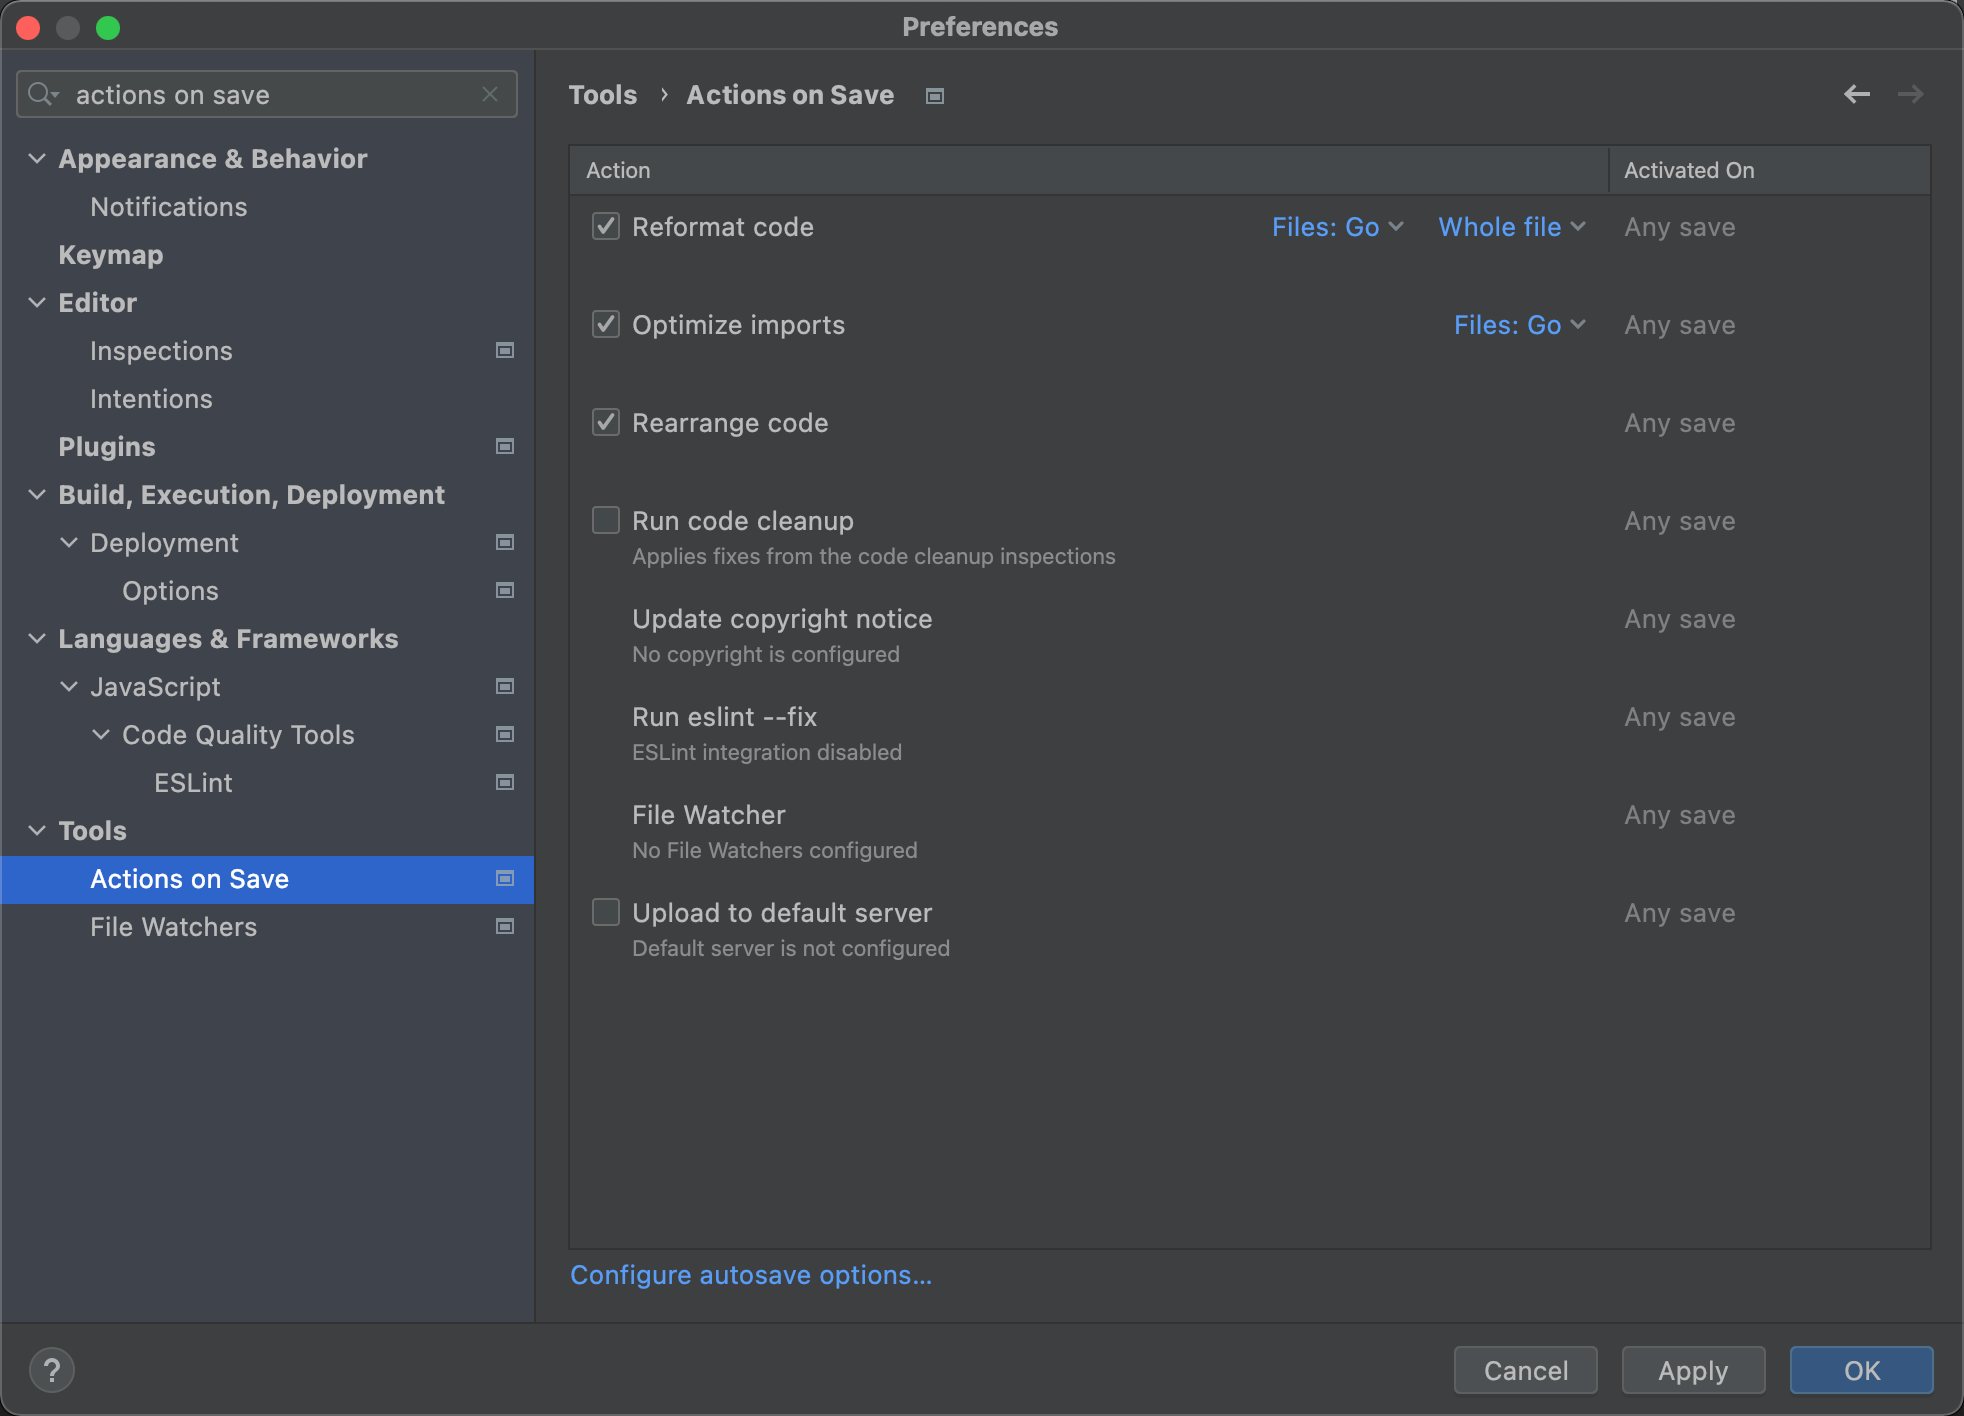 Preferences
actions on save
Appearance & Behavior
Notifications
Keymap
Editor
Inspections
Intentions
Plugins
Build, Execution, Deployment
Deployment
Options
Languages & Frameworks
JavaScript
Code Quality Tools
ESLint
Tools
Actions on Save
File Watchers
Tools › Actions on Save
Action Activated On
Reformat code Files: Go Whole file Any save
Optimize imports Files: Go Any save
Rearrange code Any save
Run code cleanup Any save
Applies fixes from the code cleanup inspections
Update copyright notice Any save
No copyright is configured
Run eslint --fix Any save
ESLint integration disabled
File Watcher Any save
No File Watchers configured
Upload to default server Any save
Default server is not configured
Configure autosave options...
? Cancel Apply OK